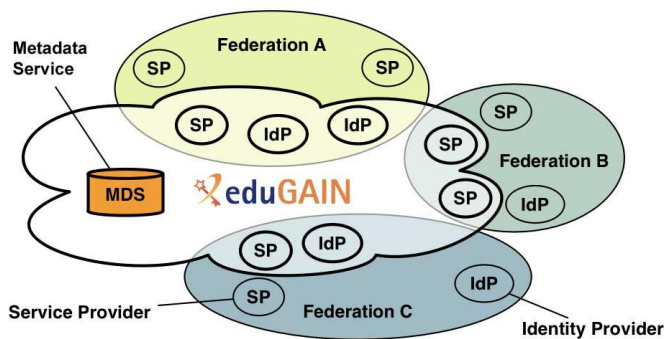 Metadata
Service
Federation A
SP
SP
SP
IdP
IdP
SP
SP
Federation B
MDS
eduGAIN
SP
IdP
SP
IdP
SP
Federation C
IdP
Service Provider
Identity Provider